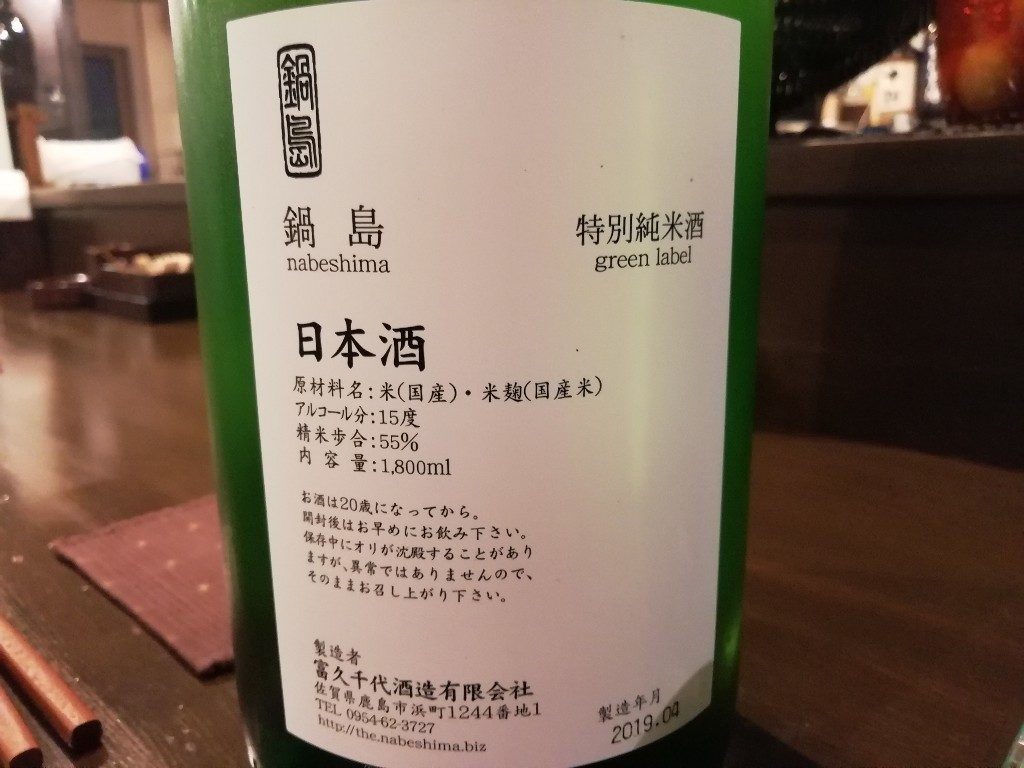 鍋島
鍋島
nabeshima
特別純米酒
green label
日本酒
原材料名:米(国産)・米麹(国産米)
アルコール分:15度
精米歩合:55%
内容量:1,800ml
お酒は20歳になってから。
開封後はお早めにお飲み下さい。
保存中にオリが沈殿することがあり
ますが、異常ではありませんので、
そのままお召し上がり下さい。
製造者
富久千代酒造有限会社
佐賀県鹿島市浜町1244番地1
TEL 0954-62-3727
http://the.nabeshima.biz
製造年月
2019.04